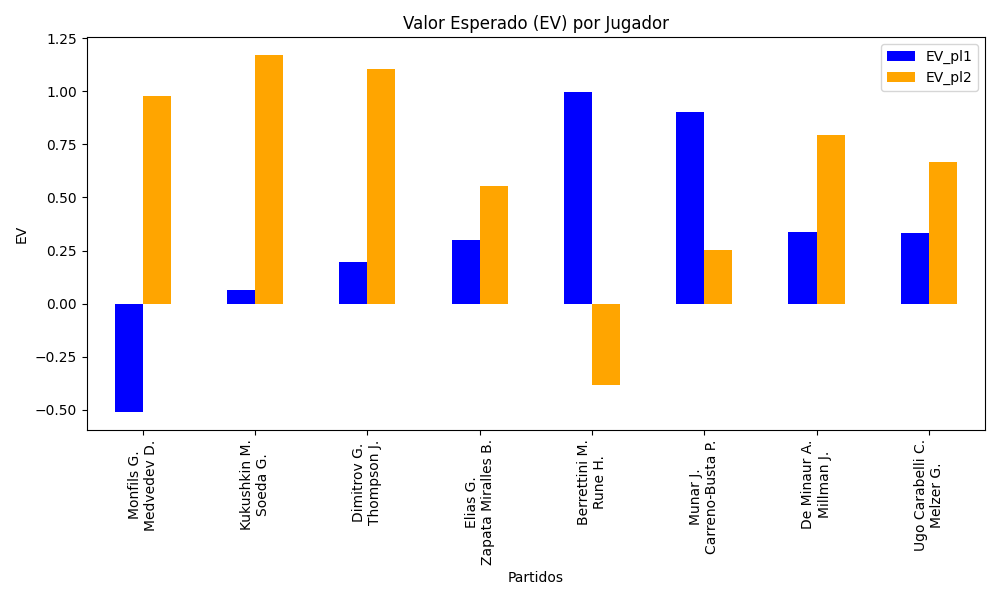 Valor Esperado (EV) por Jugador
EV_pl1
EV_pl2
EV
1.25
1.00
0.75
0.50
0.25
0.00
−0.25
−0.50
Monfils G.
Medvedev D.
Kukushkin M.
Soeda G.
Dimitrov G.
Thompson J.
Elias G.
Zapata Miralles B.
Berrettini M.
Rune H.
Munar J.
Carreno-Busta P.
De Minaur A.
Millman J.
Ugo Carabelli C.
Melzer G.
Partidos